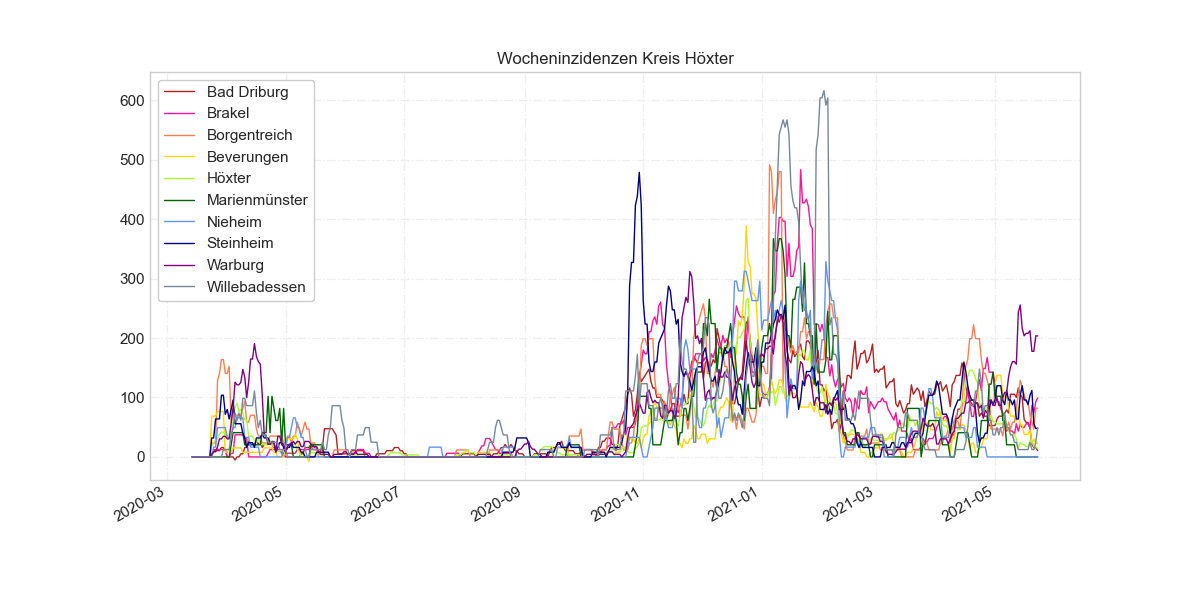 Wocheninzidenzen Kreis Höxter
600
500
400
300
200
100
0
Bad Driburg
Brakel
Borgentreich
Beverungen
Höxter
Marienmünster
Nieheim
Steinheim
Warburg
Willebadessen
2020-03
2020-05
2020-07
2020-09
2020-11
2021-01
2021-03
2021-05